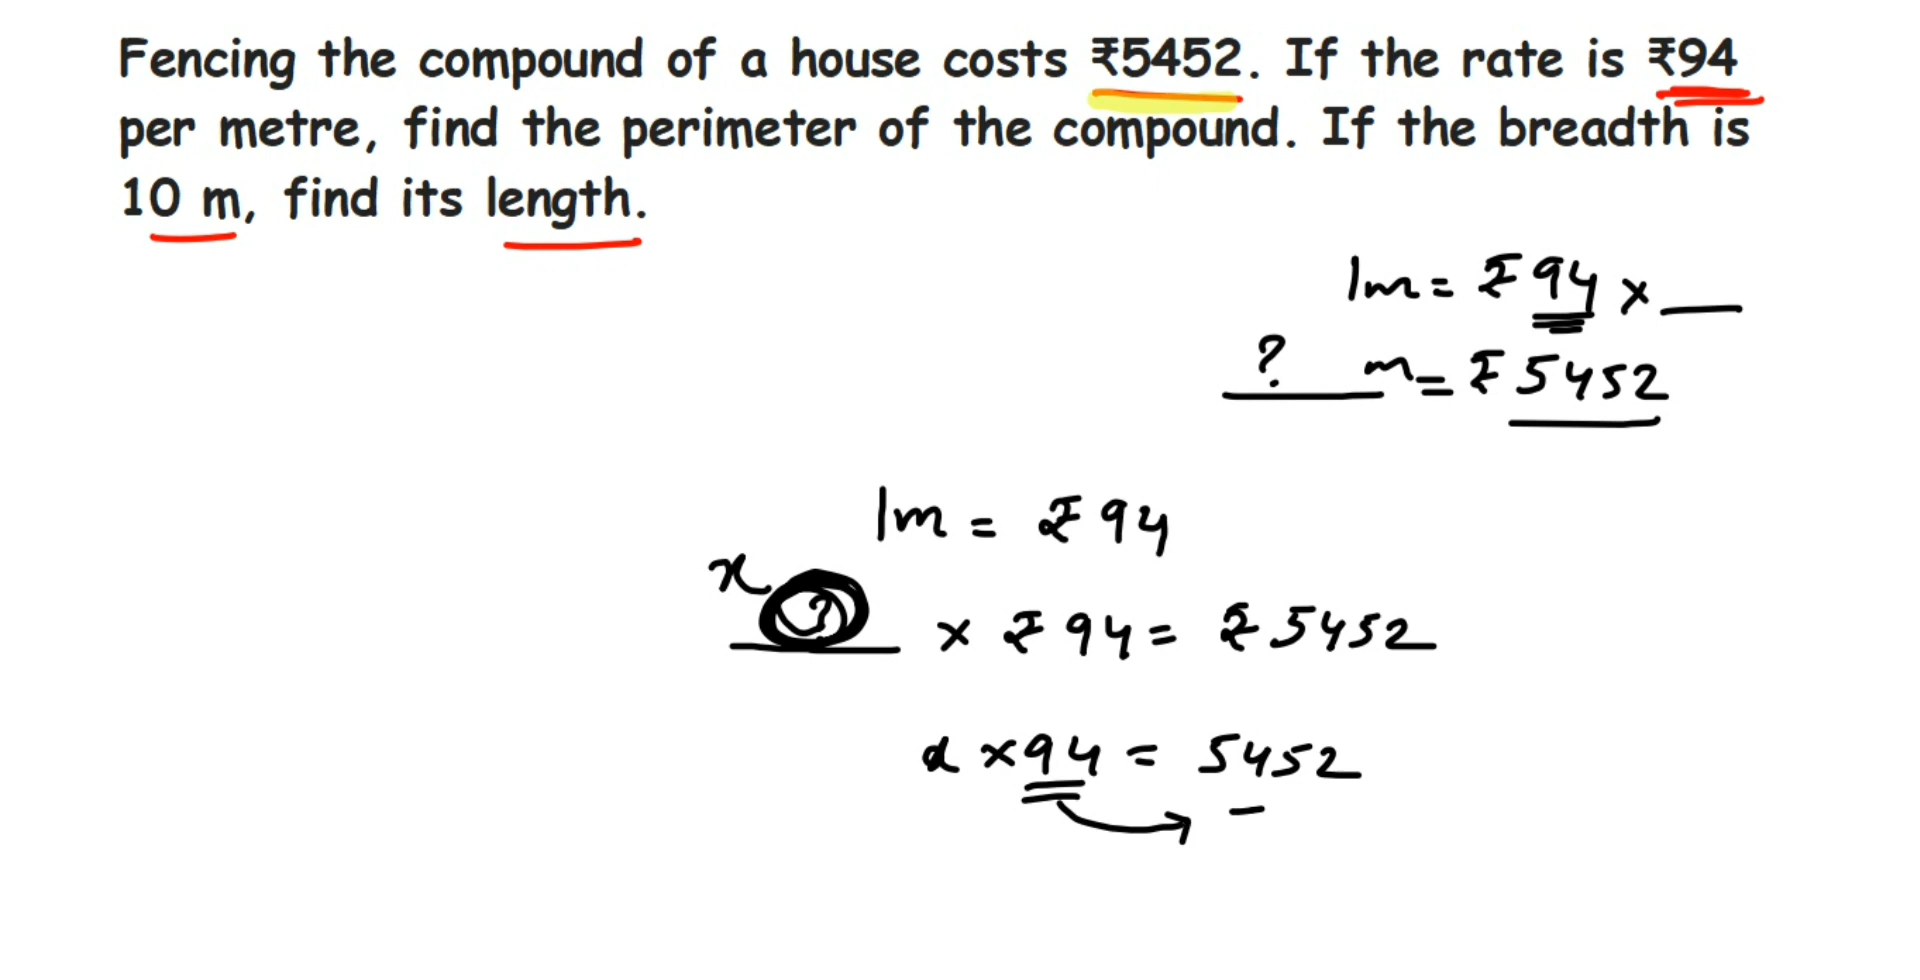 Fencing the compound of a house costs ₹5452. If the rate is ₹94
per metre, find the perimeter of the compound. If the breadth is
10 m, find its length.
1m = ₹94 × __
? m = ₹5452
1m = ₹94
x ? × ₹94 = ₹5452
x × 94 = 5452